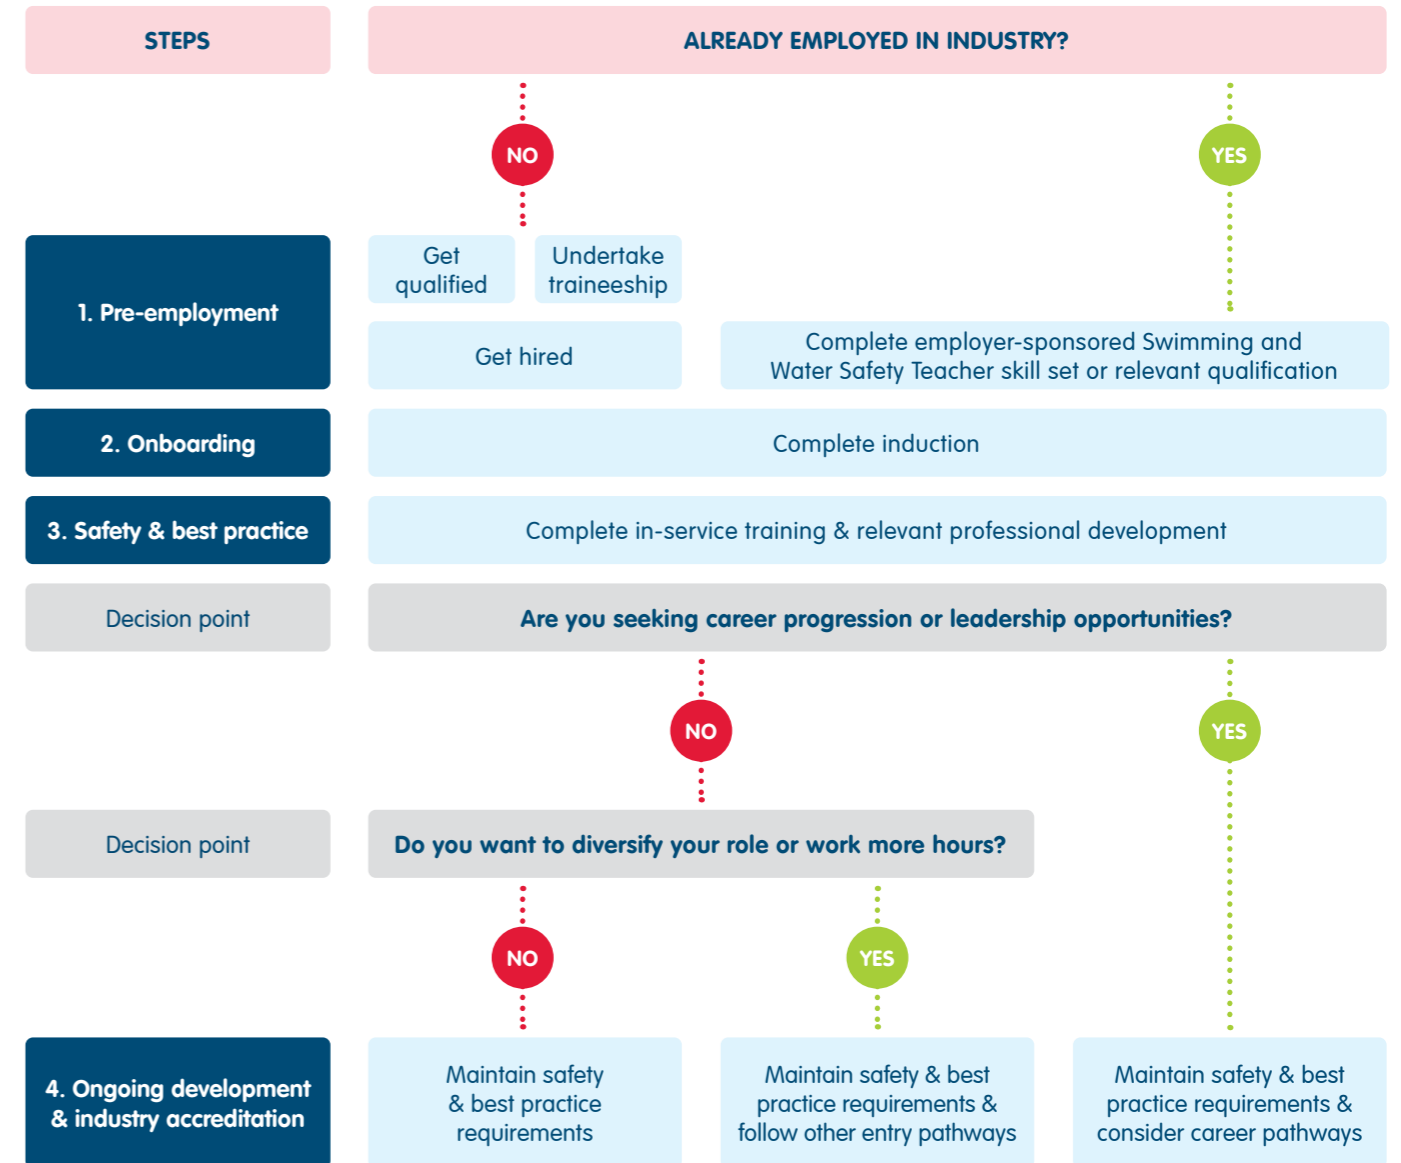 STEPS
ALREADY EMPLOYED IN INDUSTRY?
NO
YES
1. Pre-employment
Get
qualified
Undertake
traineeship
Get hired
Complete employer-sponsored Swimming and
Water Safety Teacher skill set or relevant qualification
2. Onboarding
Complete induction
3. Safety & best practice
Complete in-service training & relevant professional development
Decision point
Are you seeking career progression or leadership opportunities?
NO
YES
Decision point
Do you want to diversify your role or work more hours?
NO
YES
4. Ongoing development
& industry accreditation
Maintain safety
& best practice
requirements
Maintain safety & best
practice requirements &
follow other entry pathways
Maintain safety & best
practice requirements &
consider career pathways